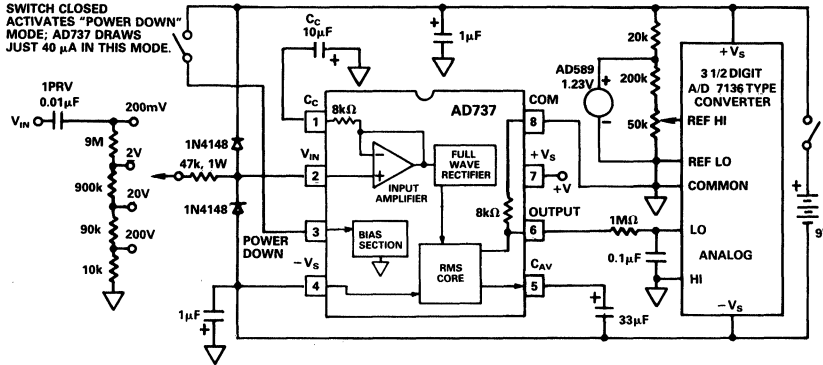 SWITCH CLOSED
ACTIVATES "POWER DOWN"
MODE; AD737 DRAWS
JUST 40 µA IN THIS MODE.
1PRV
0.01µF
200mV
VIN
9M
2V
900k
20V
90k
200V
10k
47k, 1W
1N4148
1N4148
CC
10µF
+
1µF
+
AD737
CC
8kΩ
1
VIN
2
−
+
INPUT
AMPLIFIER
FULL
WAVE
RECTIFIER
3
POWER
DOWN
BIAS
SECTION
−VS
4
RMS
CORE
8kΩ
COM
8
+VS
7
+V
OUTPUT
6
CAV
5
1µF
+
+
33µF
1MΩ
0.1µF
AD589
1.23V
+
−
20k
200k
50k
+VS
3 1/2 DIGIT
A/D 7136 TYPE
CONVERTER
REF HI
REF LO
COMMON
LO
ANALOG
HI
−VS
+
9